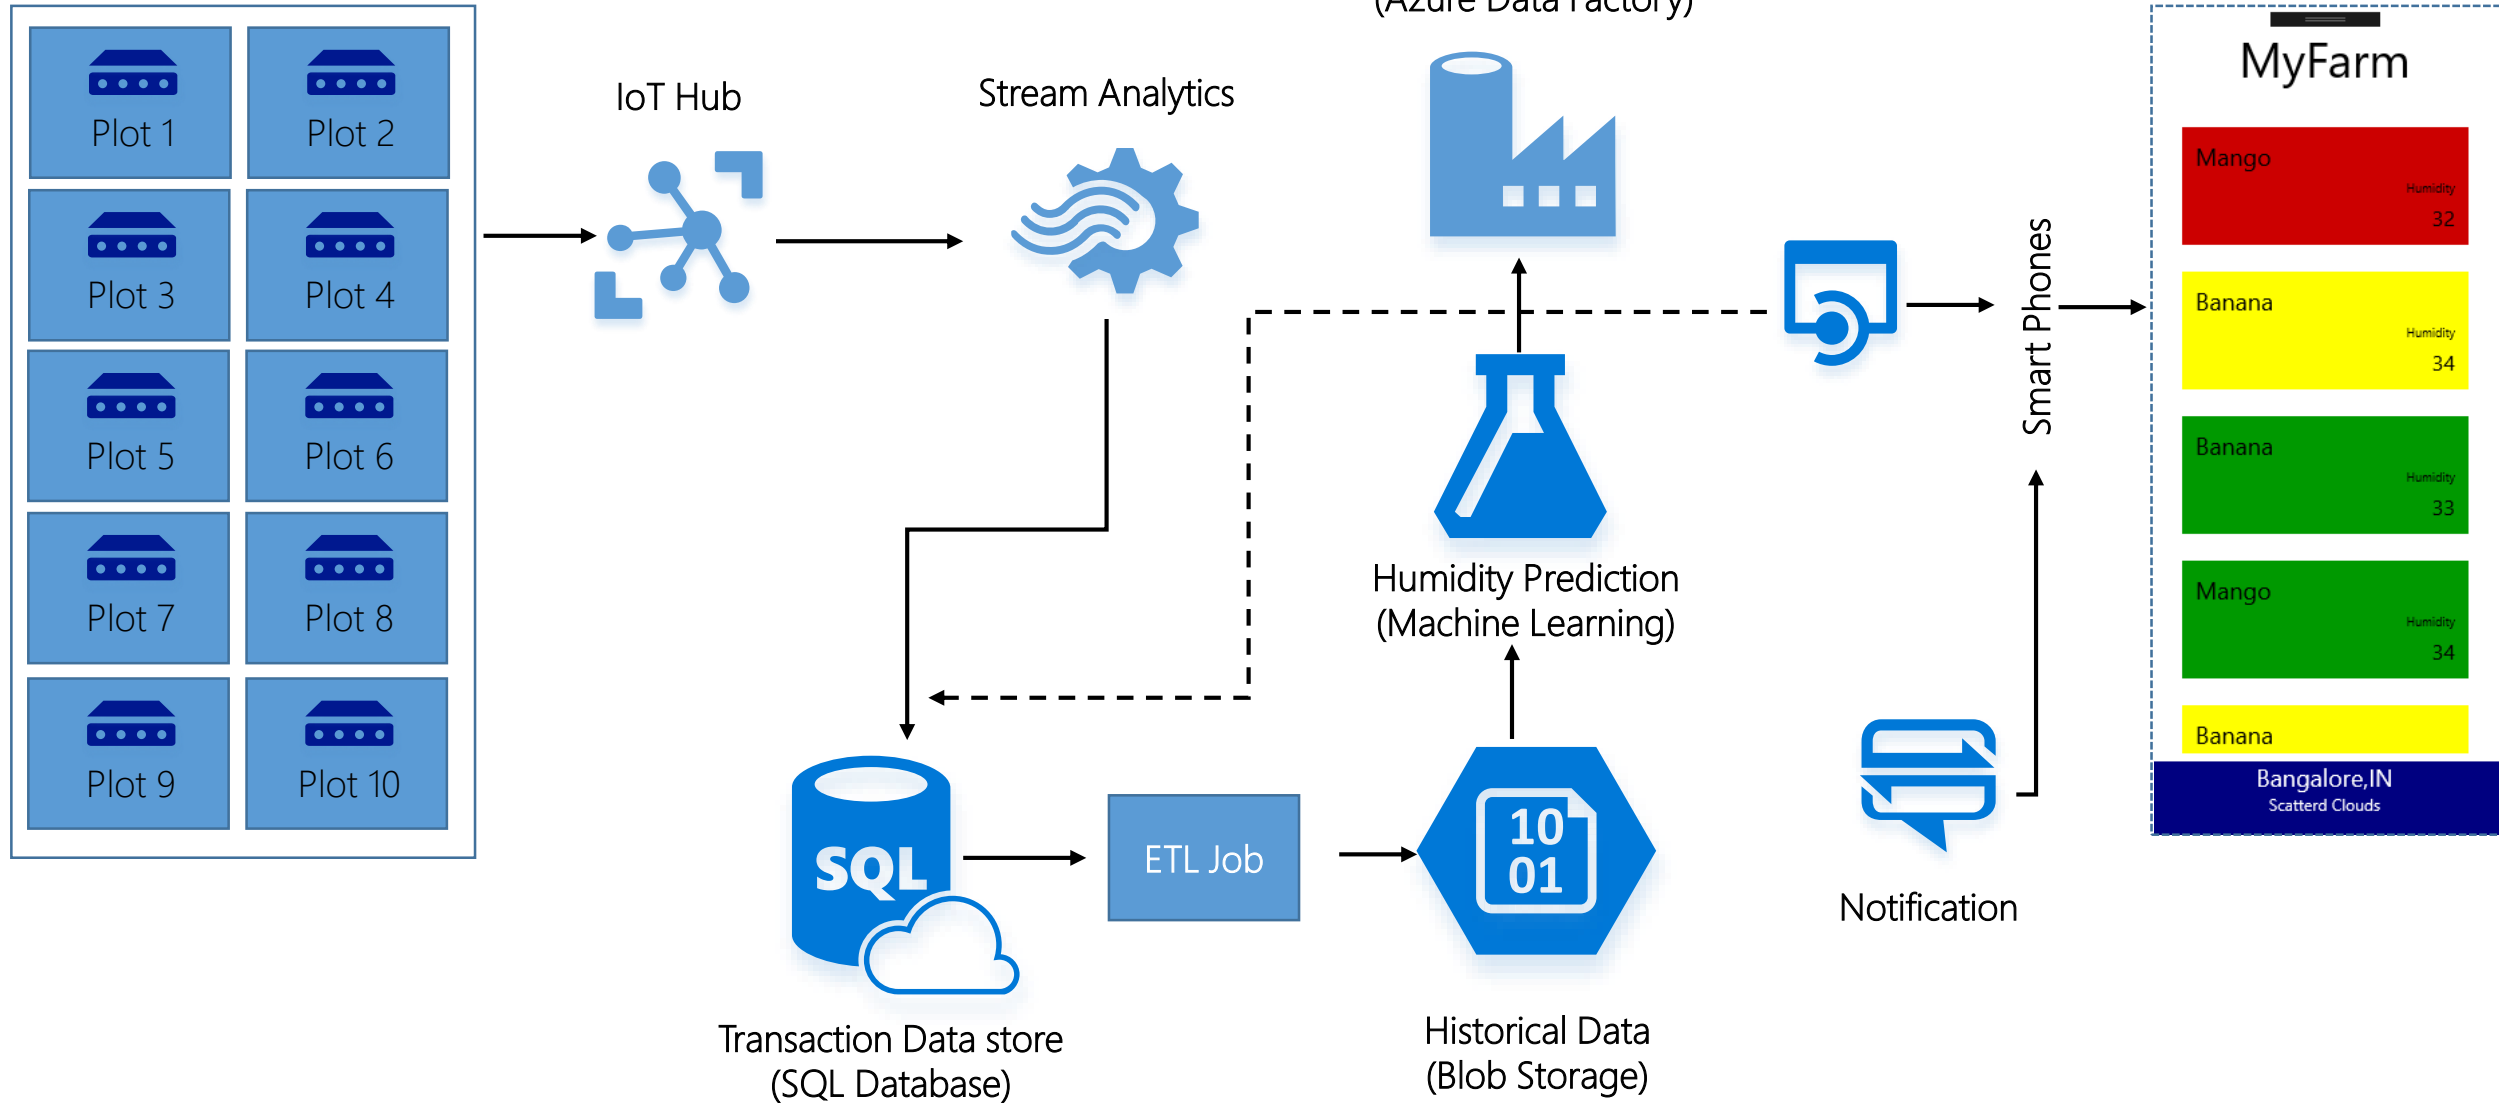 (Azure Data Factory)
Plot 1
Plot 2
Plot 3
Plot 4
Plot 5
Plot 6
Plot 7
Plot 8
Plot 9
Plot 10
IoT Hub
Stream Analytics
Humidity Prediction
(Machine Learning)
SQL
ETL Job
10
01
Transaction Data store
(SQL Database)
Historical Data
(Blob Storage)
Notification
Smart Phones
MyFarm
Mango
Humidity
32
Banana
Humidity
34
Banana
Humidity
33
Mango
Humidity
34
Banana
Bangalore,IN
Scatterd Clouds